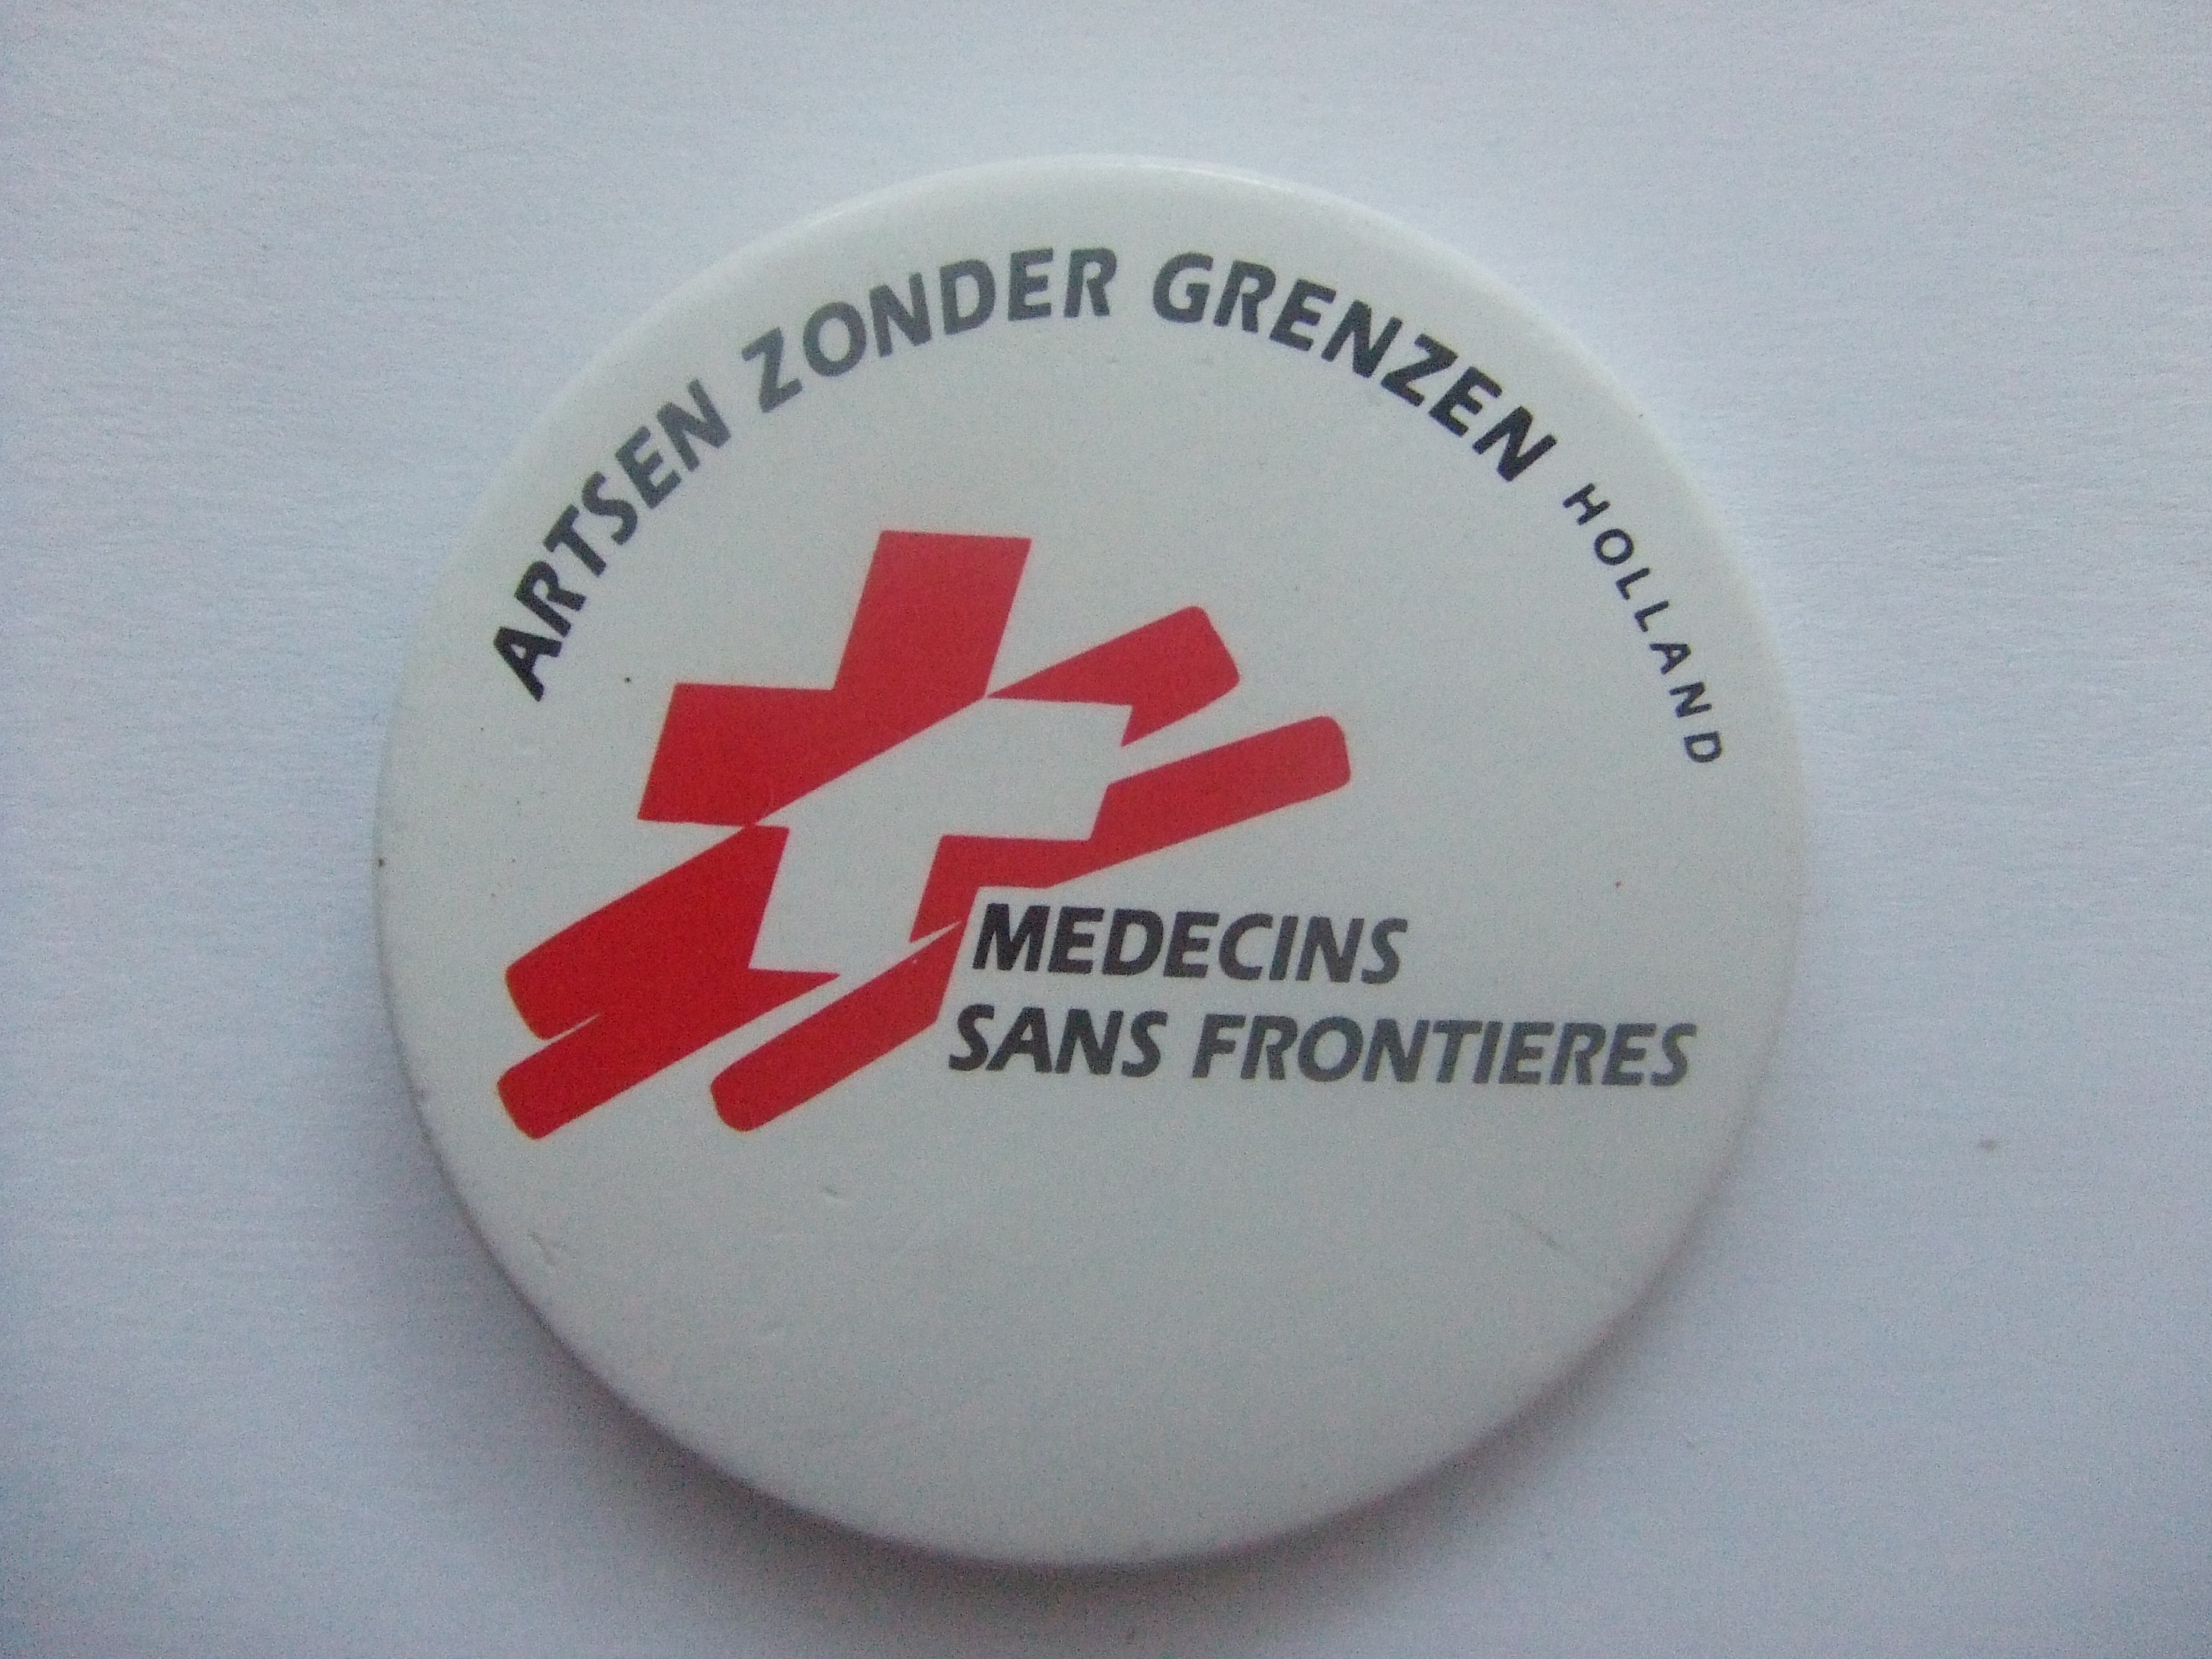 ARTSEN ZONDER GRENZEN HOLLAND
MEDECINS
SANS FRONTIERES